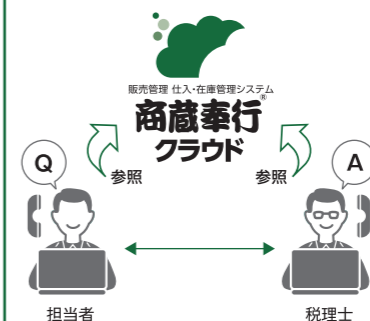 販売管理 仕入・在庫管理システム
商蔵奉行®
クラウド
Q
A
参照
参照
担当者
税理士